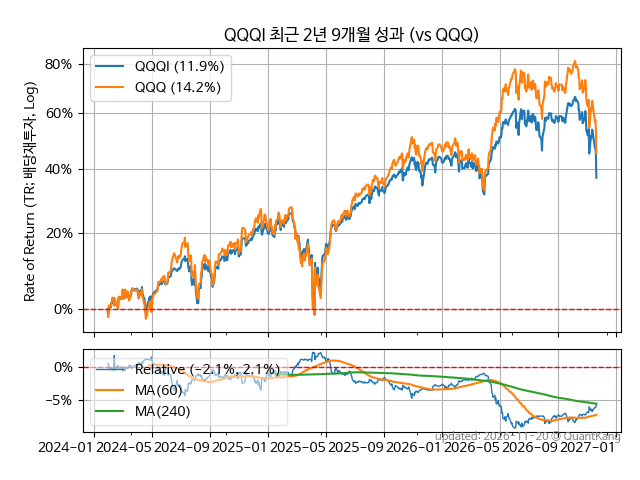 QQQI 최근 2년 9개월 성과 (vs QQQ)
Rate of Return (TR: 배당재투자, Log)
80%
60%
40%
20%
0%
QQQI (11.9%)
QQQ (14.2%)
0%
−5%
Relative (−2.1%, 2.1%)
MA(60)
MA(240)
updated: 2026-11-20 © QuantKang
2024-01 2024-05 2024-09 2025-01 2025-05 2025-09 2026-01 2026-05 2026-09 2027-01